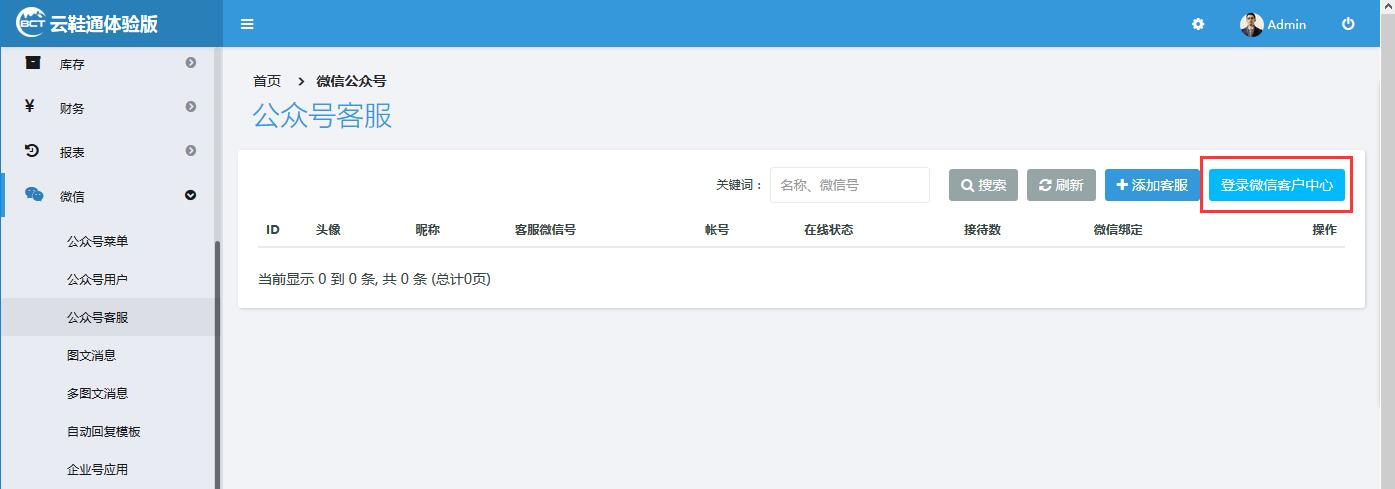 BCT 云鞋通体验版
Admin
库存
¥ 财务
报表
微信
公众号菜单
公众号用户
公众号客服
图文消息
多图文消息
自动回复模板
企业号应用
首页 > 微信公众号
公众号客服
关键词： 名称、微信号 搜索 刷新 添加客服 登录微信客户中心
ID 头像 昵称 客服微信号 帐号 在线状态 接待数 微信绑定 操作
当前显示 0 到 0 条, 共 0 条 (总计0页)